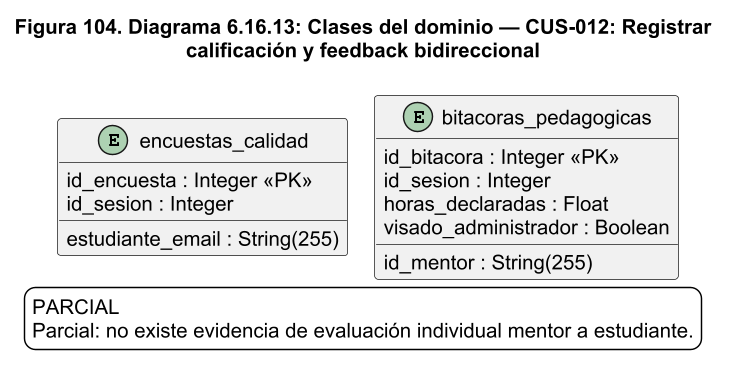 Figura 104. Diagrama 6.16.13: Clases del dominio — CUS-012: Registrar
calificación y feedback bidireccional
E encuestas_calidad
id_encuesta : Integer «PK»
id_sesion : Integer
estudiante_email : String(255)
E bitacoras_pedagogicas
id_bitacora : Integer «PK»
id_sesion : Integer
horas_declaradas : Float
visado_administrador : Boolean
id_mentor : String(255)
PARCIAL
Parcial: no existe evidencia de evaluación individual mentor a estudiante.